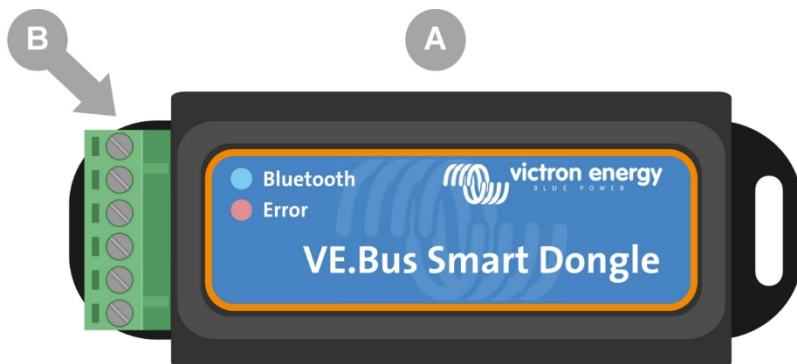 B
A
Bluetooth
Error
victron energy
BLUE POWER
VE.Bus Smart Dongle